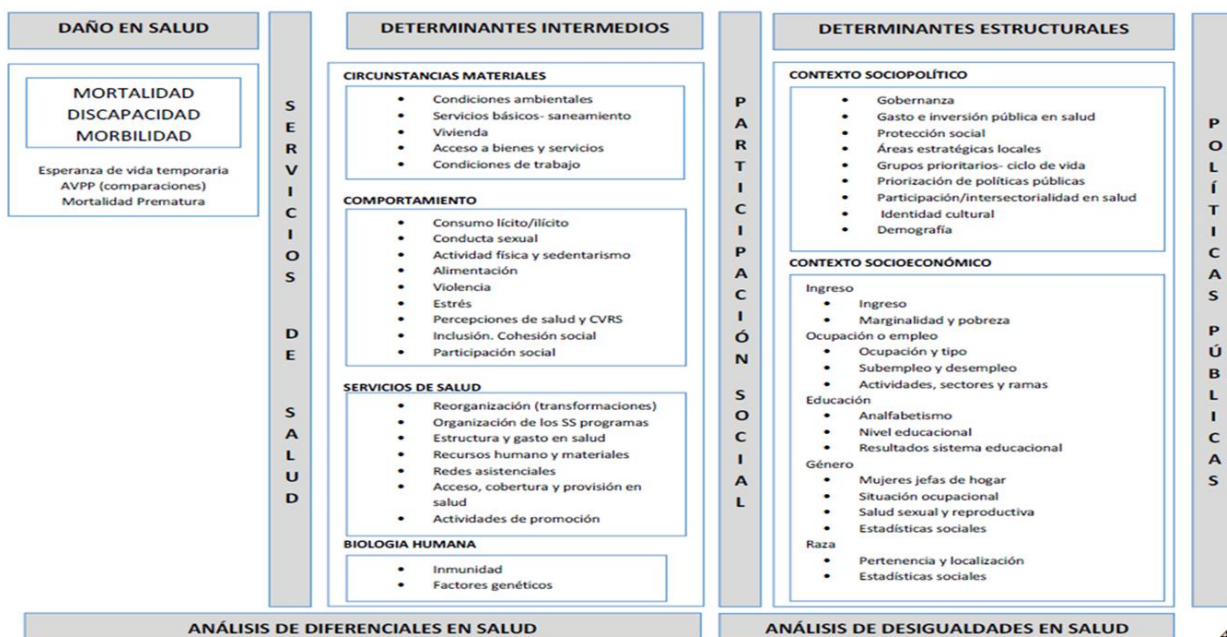 DAÑO EN SALUD
MORTALIDAD
DISCAPACIDAD
MORBILIDAD
Esperanza de vida temporaria
AVPP (comparaciones)
Mortalidad Prematura
SERVICIOS DE SALUD
DETERMINANTES INTERMEDIOS
CIRCUNSTANCIAS MATERIALES
• Condiciones ambientales
• Servicios básicos- saneamiento
• Vivienda
• Acceso a bienes y servicios
• Condiciones de trabajo
COMPORTAMIENTO
• Consumo lícito/ilícito
• Conducta sexual
• Actividad física y sedentarismo
• Alimentación
• Violencia
• Estrés
• Percepciones de salud y CVRS
• Inclusión. Cohesión social
• Participación social
SERVICIOS DE SALUD
• Reorganización (transformaciones)
• Organización de los SS programas
• Estructura y gasto en salud
• Recursos humano y materiales
• Redes asistenciales
• Acceso, cobertura y provisión en
salud
• Actividades de promoción
BIOLOGIA HUMANA
• Inmunidad
• Factores genéticos
PARTICIPACIÓN SOCIAL
DETERMINANTES ESTRUCTURALES
CONTEXTO SOCIOPOLÍTICO
• Gobernanza
• Gasto e inversión pública en salud
• Protección social
• Áreas estratégicas locales
• Grupos prioritarios- ciclo de vida
• Priorización de políticas públicas
• Participación/intersectorialidad en salud
• Identidad cultural
• Demografía
CONTEXTO SOCIOECONÓMICO
Ingreso
• Ingreso
• Marginalidad y pobreza
Ocupación o empleo
• Ocupación y tipo
• Subempleo y desempleo
• Actividades, sectores y ramas
Educación
• Analfabetismo
• Nivel educacional
• Resultados sistema educacional
Género
• Mujeres jefas de hogar
• Situación ocupacional
• Salud sexual y reproductiva
• Estadísticas sociales
Raza
• Pertenencia y localización
• Estadísticas sociales
POLÍTICAS PÚBLICAS
ANÁLISIS DE DIFERENCIALES EN SALUD
ANÁLISIS DE DESIGUALDADES EN SALUD